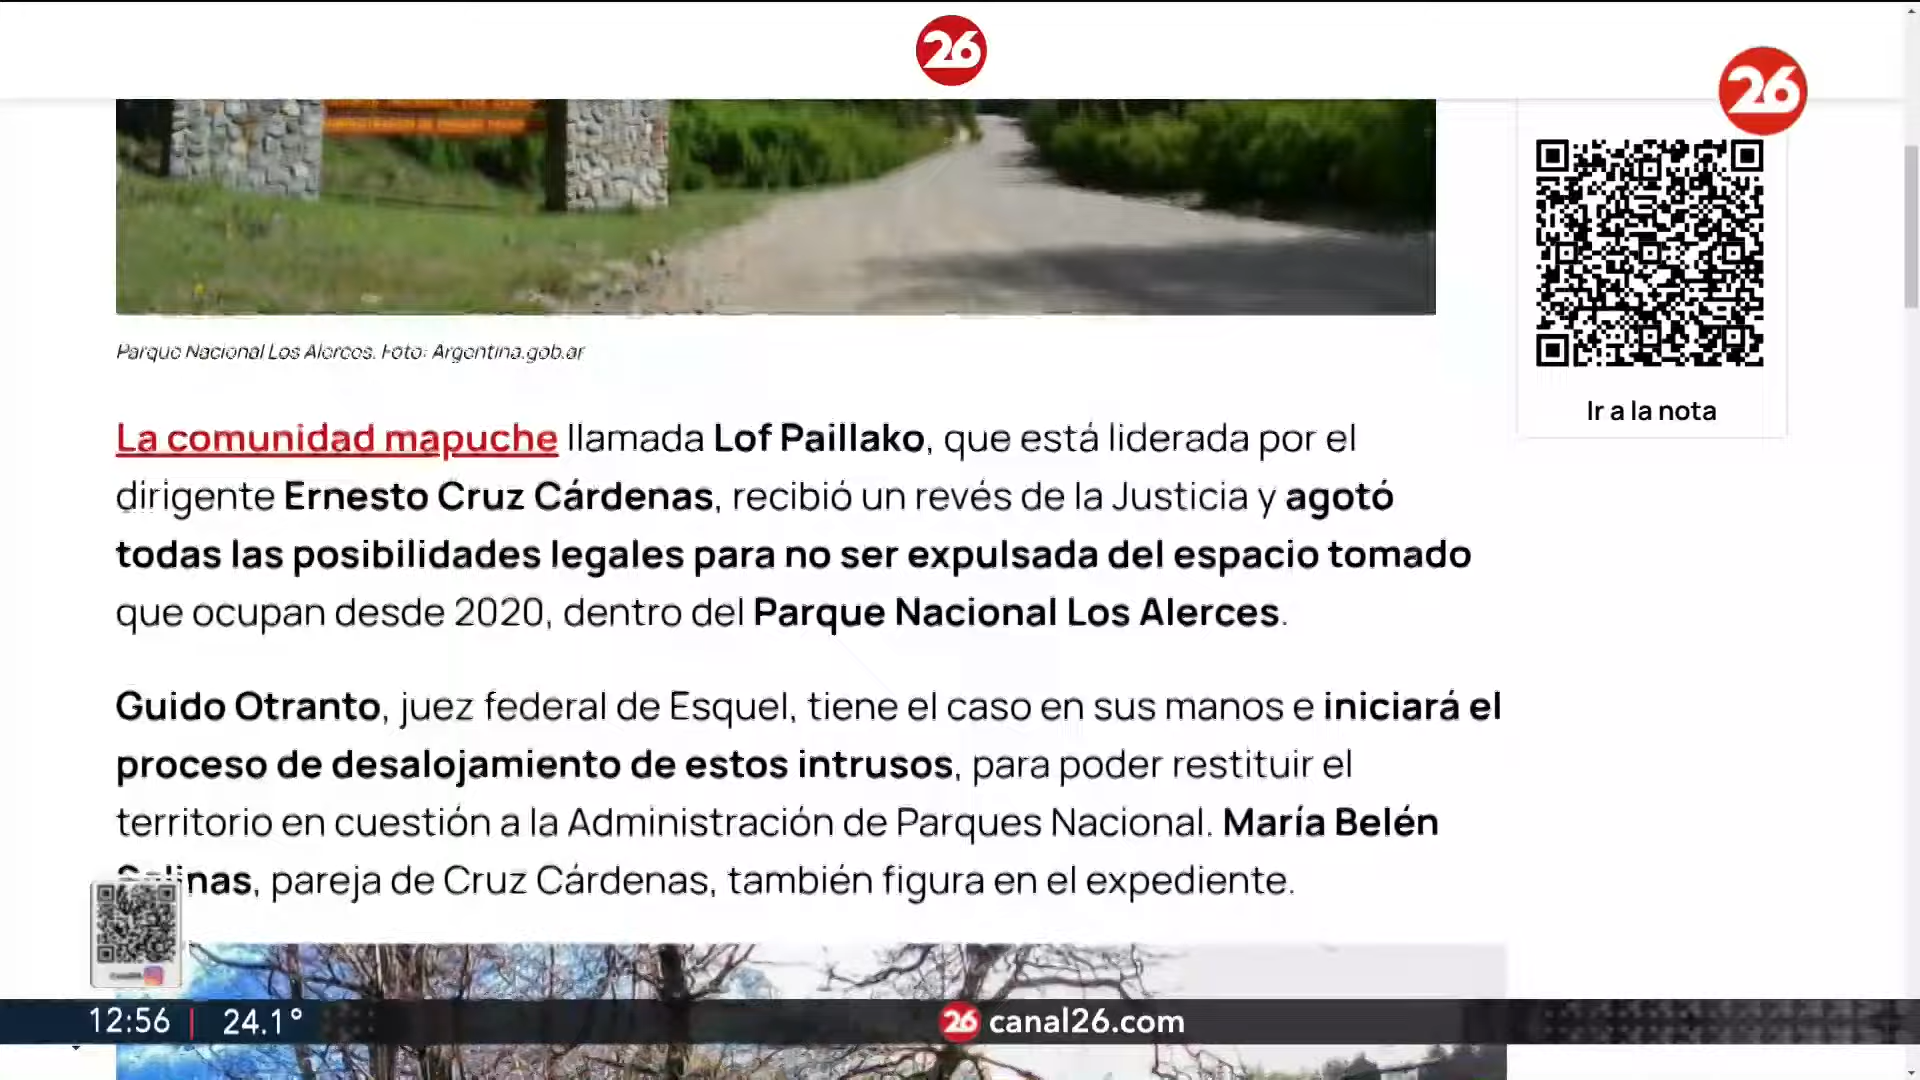 26
26
Parque Nacional Los Alerces. Foto: Argentina.gob.ar
Ir a la nota
La comunidad mapuche llamada Lof Paillako, que está liderada por el
dirigente Ernesto Cruz Cárdenas, recibió un revés de la Justicia y agotó
todas las posibilidades legales para no ser expulsada del espacio tomado
que ocupan desde 2020, dentro del Parque Nacional Los Alerces.
Guido Otranto, juez federal de Esquel, tiene el caso en sus manos e iniciará el
proceso de desalojamiento de estos intrusos, para poder restituir el
territorio en cuestión a la Administración de Parques Nacional. María Belén
Salinas, pareja de Cruz Cárdenas, también figura en el expediente.
12:56 | 24.1° 26 canal26.com